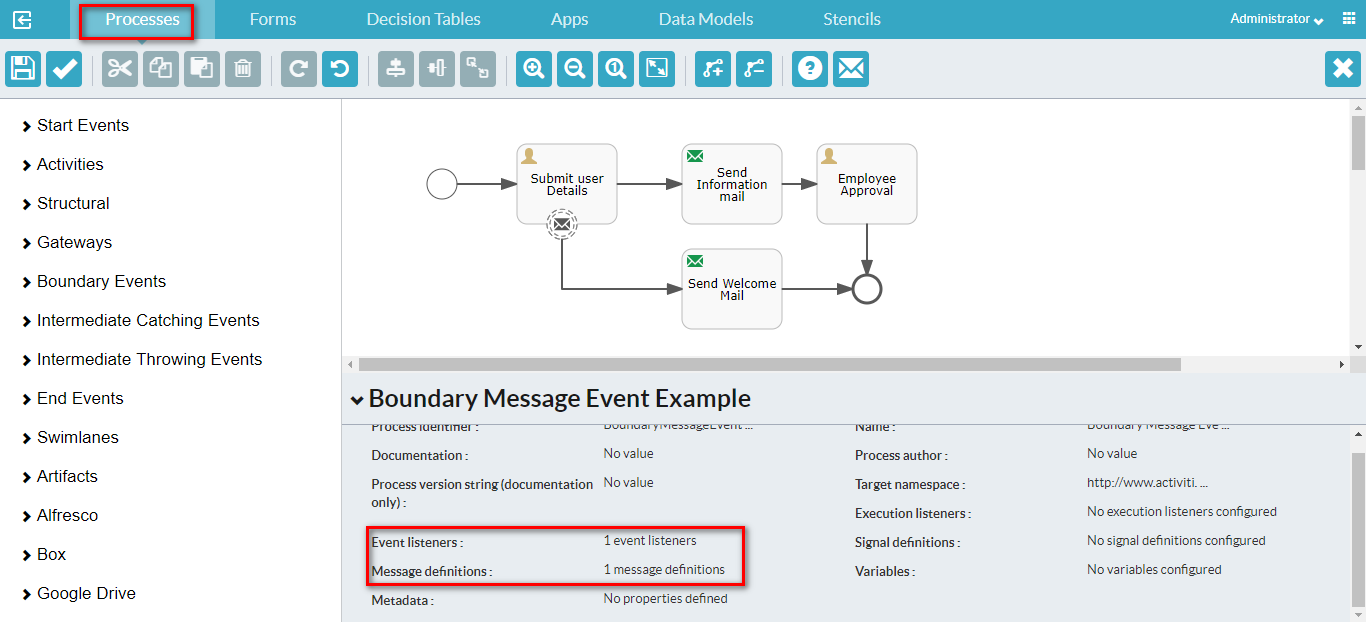 Processes
Forms
Decision Tables
Apps
Data Models
Stencils
Administrator
Start Events
Activities
Structural
Gateways
Boundary Events
Intermediate Catching Events
Intermediate Throwing Events
End Events
Swimlanes
Artifacts
Alfresco
Box
Google Drive
Submit user
Details
Send
Information
mail
Employee
Approval
Send Welcome
Mail
Boundary Message Event Example
Process identifier :
BoundaryMessageEvent ...
Name :
Boundary Message Eve ...
Documentation :
No value
Process author :
No value
Process version string (documentation
only) :
No value
Target namespace :
http://www.activiti. ...
Execution listeners :
No execution listeners configured
Event listeners :
1 event listeners
Signal definitions :
No signal definitions configured
Message definitions :
1 message definitions
Variables :
No variables configured
Metadata :
No properties defined